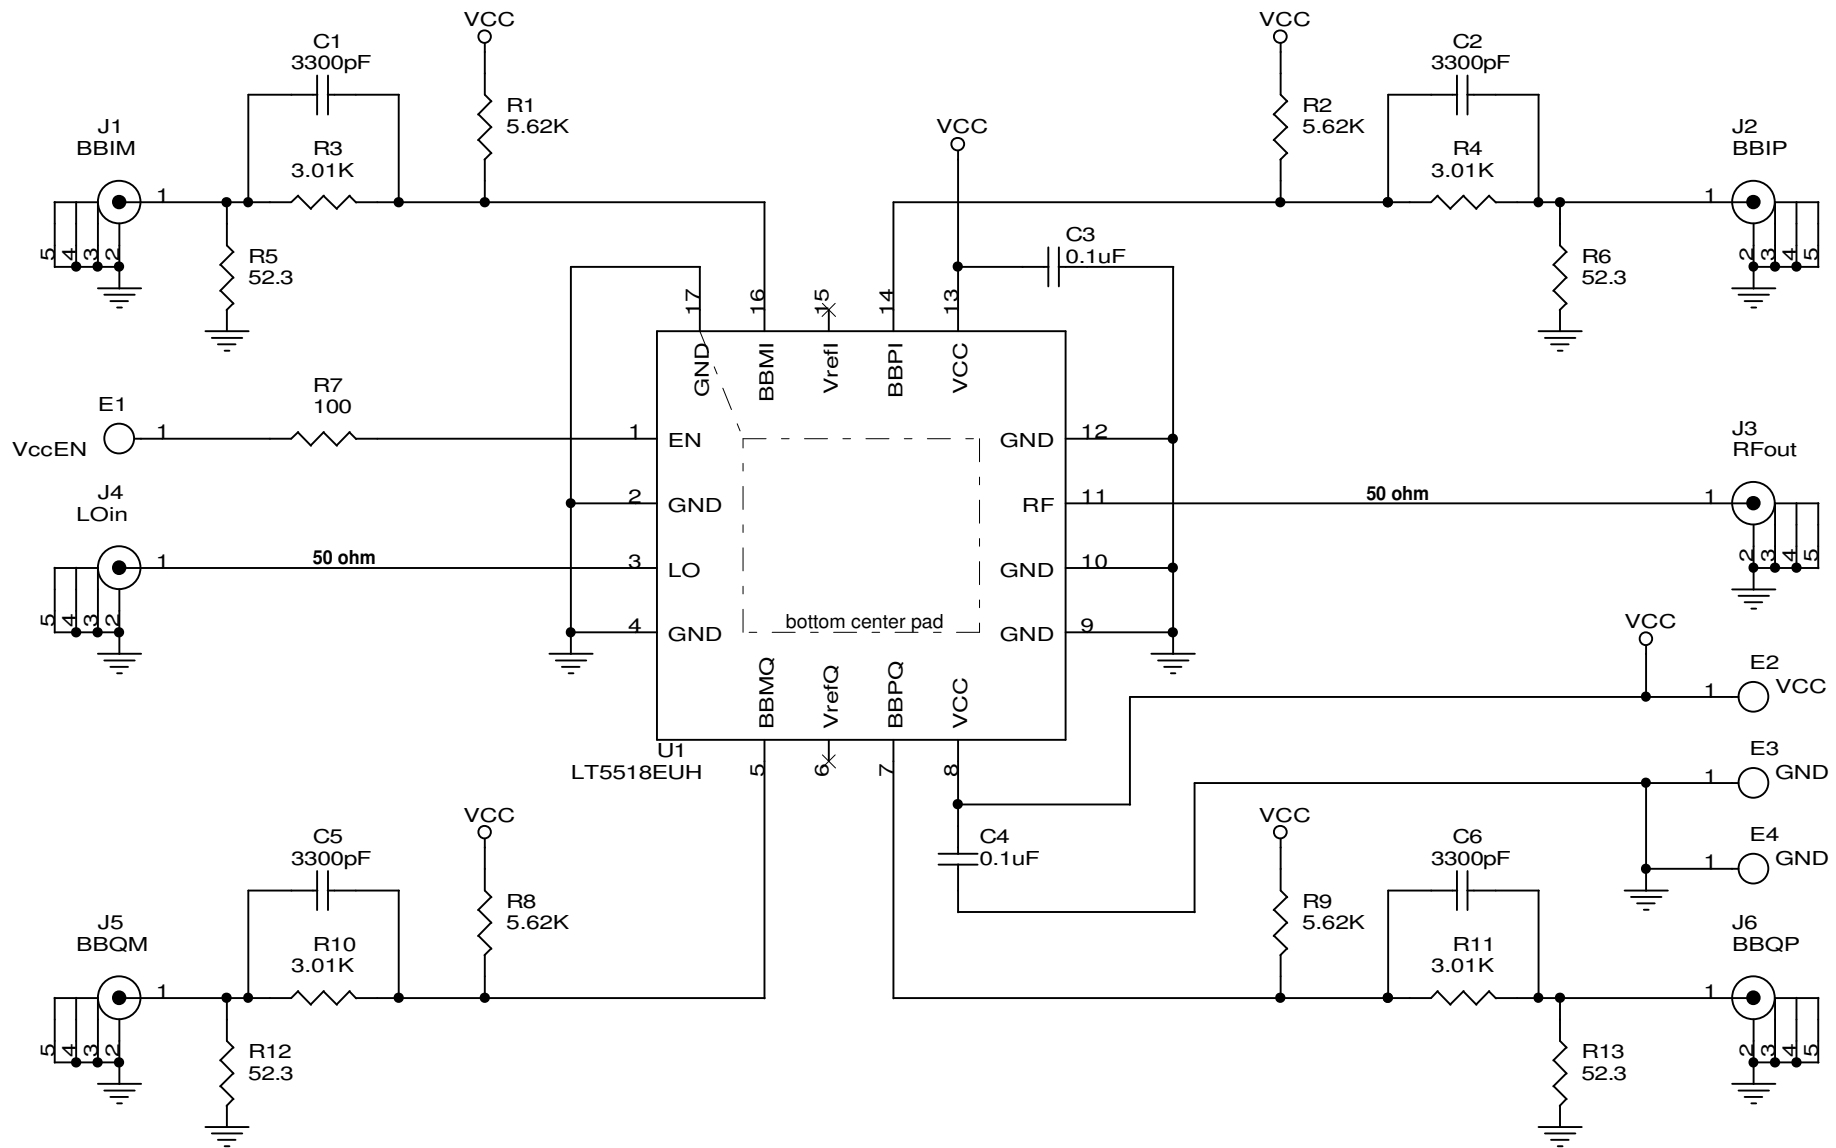 VCC
VCC
C1
3300pF
C2
3300pF
R1
5.62K
R2
5.62K
VCC
J1
BBIM
J2
BBIP
R3
3.01K
R4
3.01K
1
1
5
4
3
2
2
3
4
5
R5
52.3
R6
52.3
C3
0.1uF
17
16
15
14
13
GND
BBMI
VrefI
BBPI
VCC
R7
100
E1
VccEN
1
1
EN
GND
12
J3
RFout
J4
LOin
2
GND
RF
11
50 ohm
1
1
50 ohm
3
LO
GND
10
5
4
3
2
2
3
4
5
4
GND
bottom center pad
GND
9
VCC
E2
VCC
1
BBMQ
VrefQ
BBPQ
VCC
U1
LT5518EUH
5
6
7
8
E3
GND
1
VCC
VCC
C4
0.1uF
E4
GND
1
C5
3300pF
C6
3300pF
R8
5.62K
R9
5.62K
J5
BBQM
J6
BBQP
R10
3.01K
R11
3.01K
1
1
5
4
3
2
2
3
4
5
R12
52.3
R13
52.3